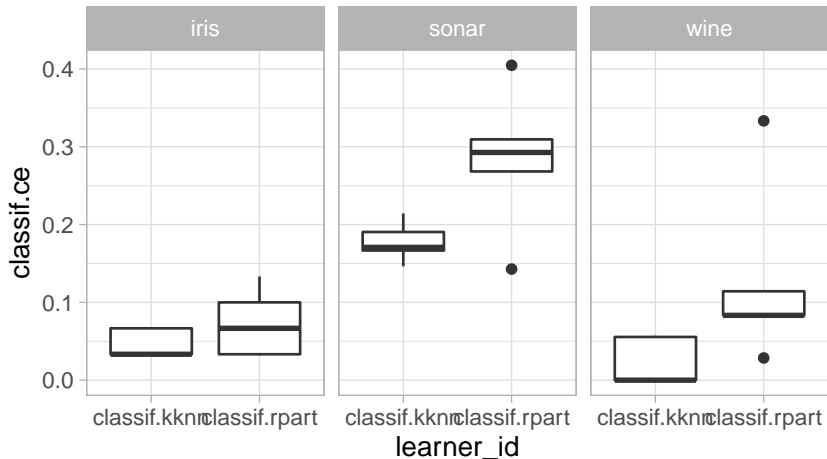 iris sonar wine
0.4
0.3
0.2
0.1
0.0
classif.ce
classif.kknn classif.rpart classif.kknn classif.rpart classif.kknn classif.rpart
learner_id